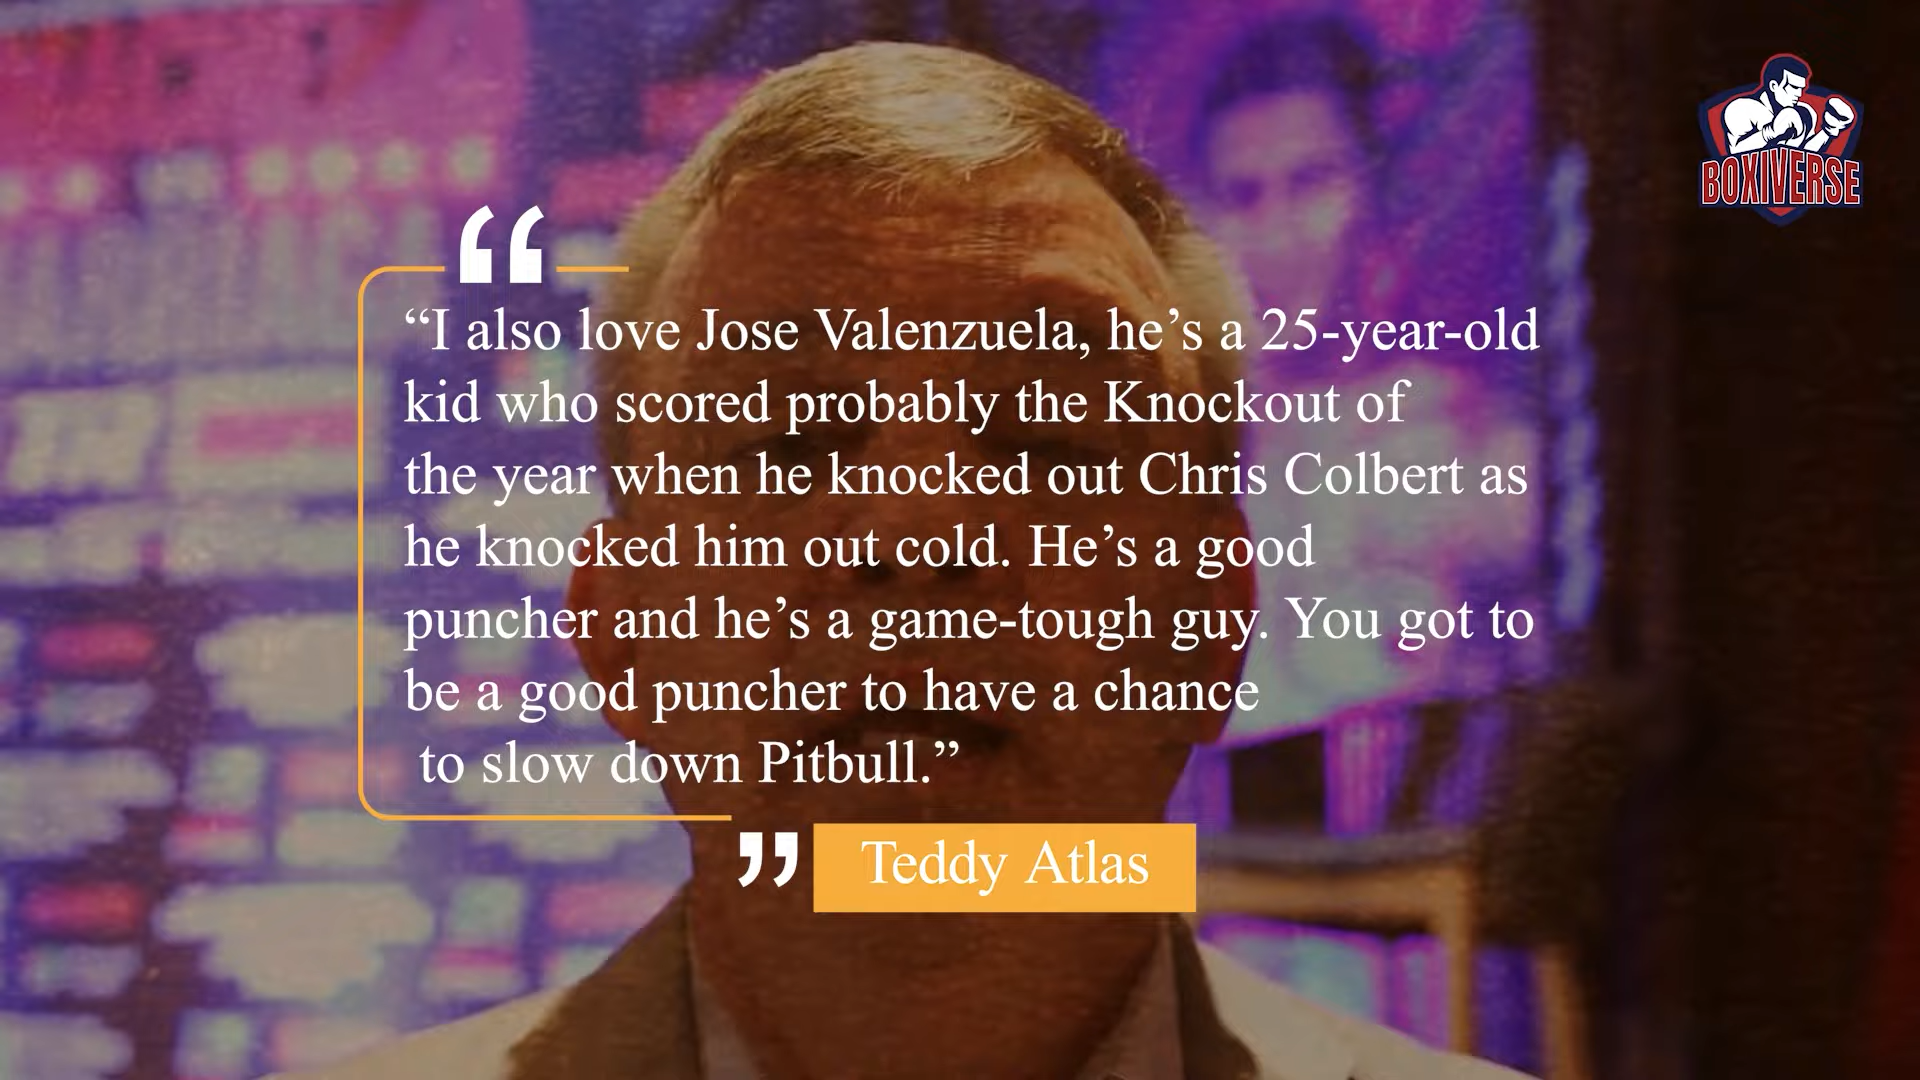 BOXIVERSE
“
“I also love Jose Valenzuela, he’s a 25-year-old
kid who scored probably the Knockout of
the year when he knocked out Chris Colbert as
he knocked him out cold. He’s a good
puncher and he’s a game-tough guy. You got to
be a good puncher to have a chance
to slow down Pitbull.”
” Teddy Atlas